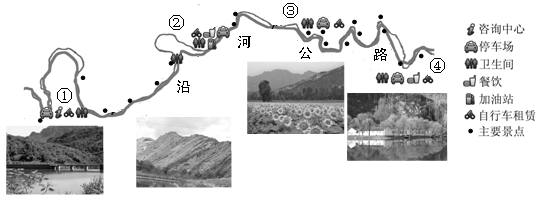 ① ② ③ ④
沿 河 公 路
咨询中心
停车场
卫生间
餐饮
加油站
自行车租赁
主要景点